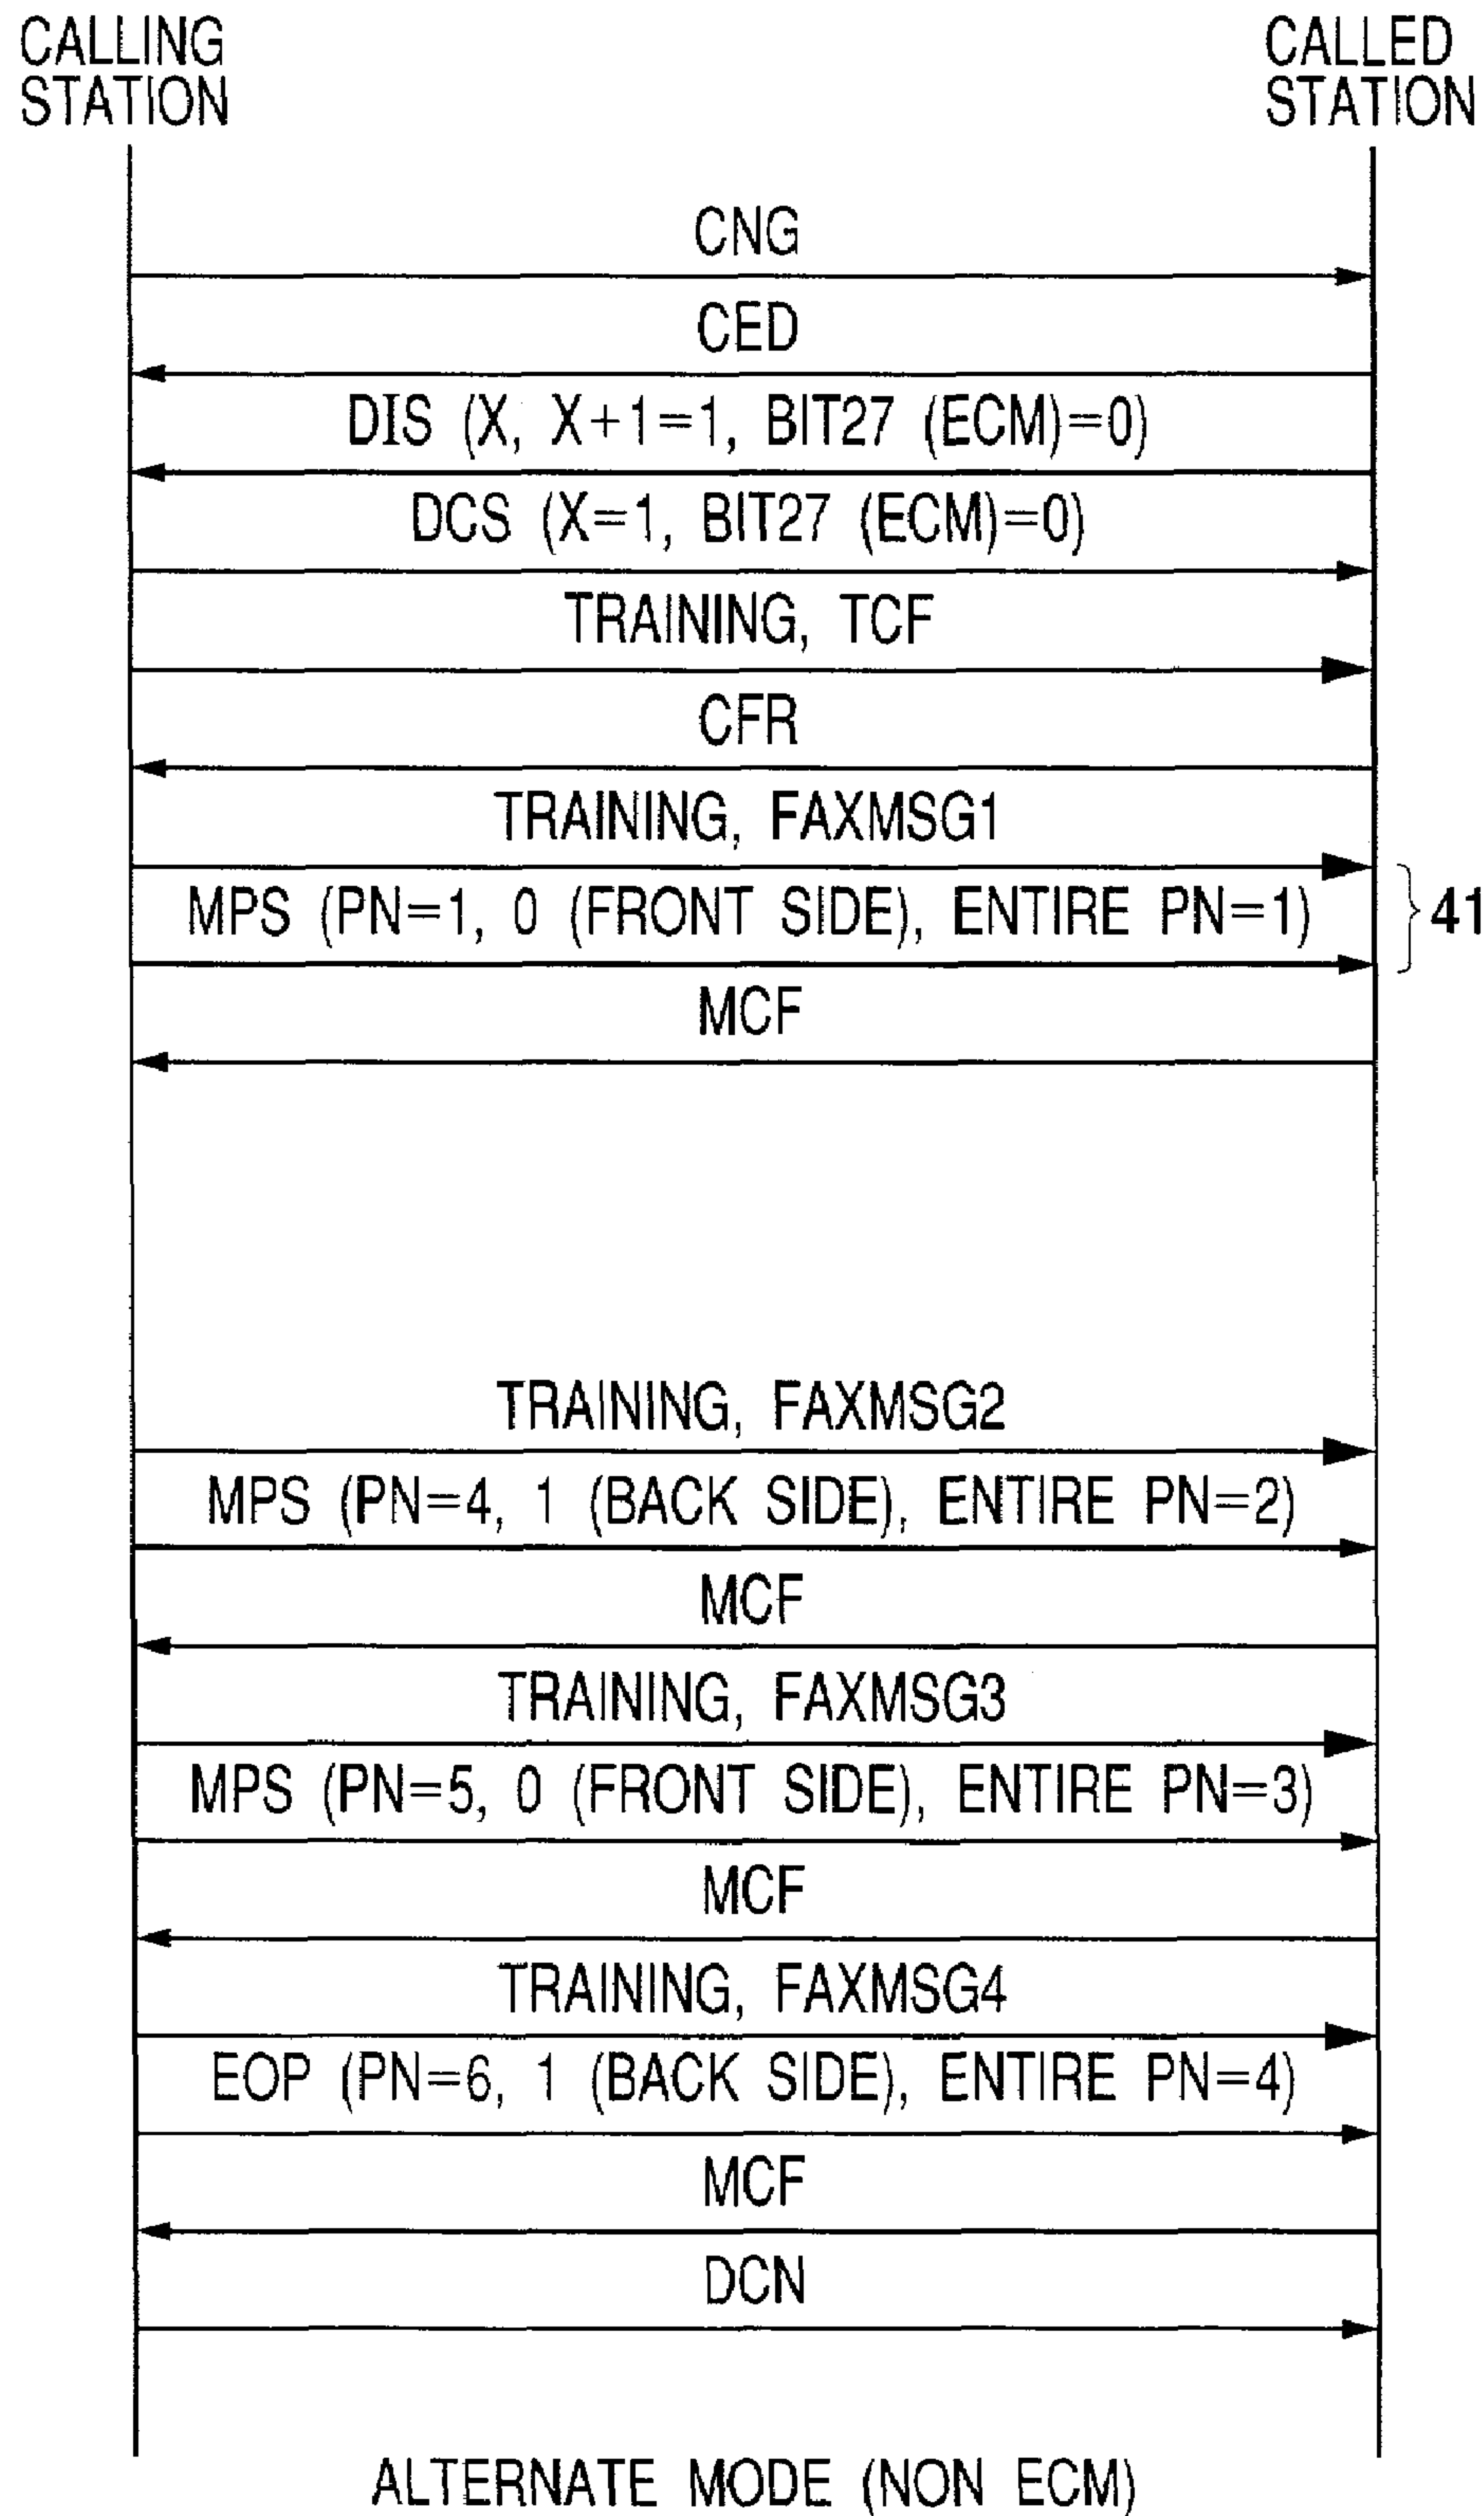 CALLING
STATION
CALLED
STATION
CNG
CED
DIS (X, X+1=1, BIT27 (ECM)=0)
DCS (X=1, BIT27 (ECM)=0)
TRAINING, TCF
CFR
TRAINING, FAXMSG1
MPS (PN=1, 0 (FRONT SIDE), ENTIRE PN=1)
41
MCF
TRAINING, FAXMSG2
MPS (PN=4, 1 (BACK SIDE), ENTIRE PN=2)
MCF
TRAINING, FAXMSG3
MPS (PN=5, 0 (FRONT SIDE), ENTIRE PN=3)
MCF
TRAINING, FAXMSG4
EOP (PN=6, 1 (BACK SIDE), ENTIRE PN=4)
MCF
DCN
ALTERNATE MODE (NON ECM)